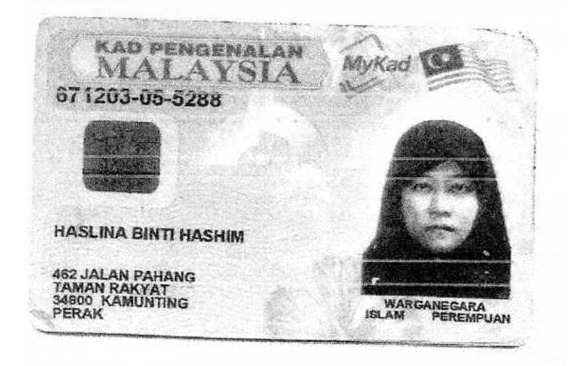 KAD PENGENALAN
MALAYSIA
MyKad
671203-05-5288
HASLINA BINTI HASHIM
462 JALAN PAHANG
TAMAN RAKYAT
34600 KAMUNTING
PERAK
WARGANEGARA
ISLAM PEREMPUAN